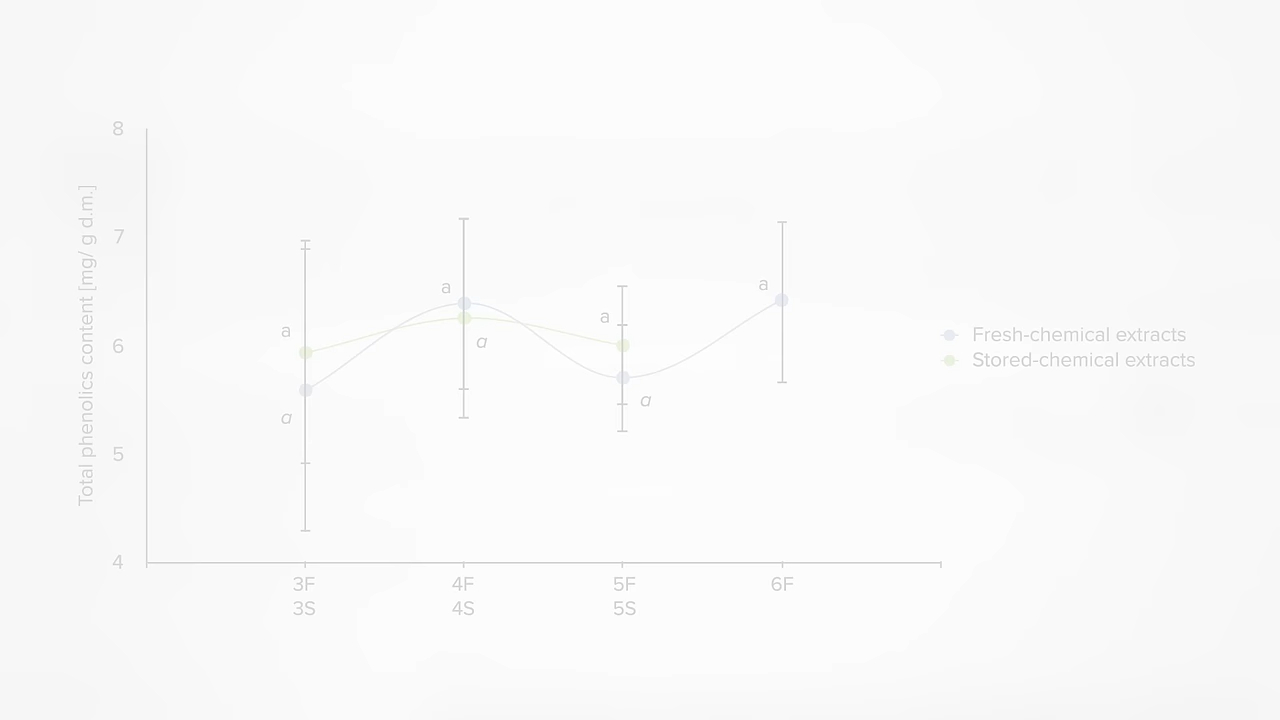 8
7
6
5
4
Total phenolics content [mg/ g d.m.]
a
a
a
a
a
a
a
3F
4F
5F
6F
3S
4S
5S
Fresh-chemical extracts
Stored-chemical extracts